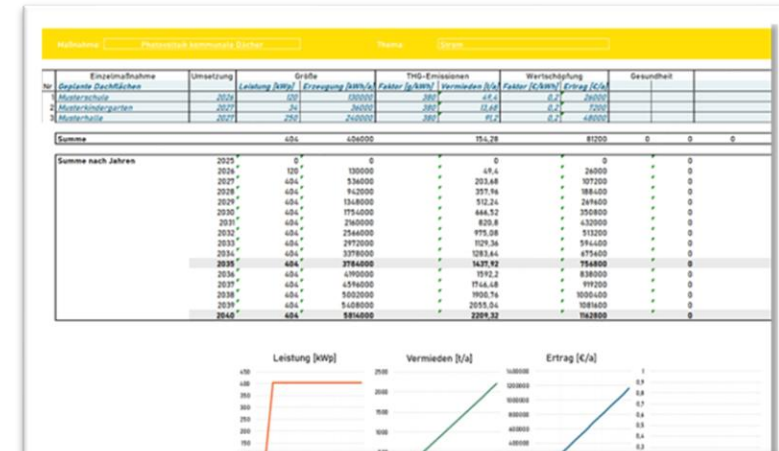 Maßnahme: Photovoltaik kommunale Dächer Thema: Strom
Einzelmaßnahme Umsetzung Größe THG-Emissionen Wertschöpfung Gesundheit
Nr Geplante Dachflächen Leistung [kWp] Erzeugung [kWh/a] Faktor [g/kWh] Vermieden [t/a] Faktor [€/kWh] Ertrag [€/a]
1 Musterschule 2026 120 130000 380 49,4 0,2 26000
2 Musterkindergarten 2027 34 36000 380 13,68 0,2 7200
3 Musterhalle 2027 250 240000 380 91,2 0,2 48000
Summe 404 406000 154,28 81200 0 0 0
Summe nach Jahren 2025 0 0 0 0 0
2026 120 130000 49,4 26000 0
2027 404 536000 203,68 107200 0
2028 404 942000 357,96 188400 0
2029 404 1348000 512,24 269600 0
2030 404 1754000 666,52 350800 0
2031 404 2160000 820,8 432000 0
2032 404 2566000 975,08 513200 0
2033 404 2972000 1129,36 594400 0
2034 404 3378000 1283,64 675600 0
2035 404 3784000 1437,92 756800 0
2036 404 4190000 1592,2 838000 0
2037 404 4596000 1746,48 919200 0
2038 404 5002000 1900,76 1000400 0
2039 404 5408000 2055,04 1081600 0
2040 404 5814000 2209,32 1162800 0
Leistung [kWp] Vermieden [t/a] Ertrag [€/a]
450 2500 1400000 1
400 1200000 0,9
350 2000 0,8
300 1000000 0,7
250 1500 800000 0,6
0,5
200 1000 600000 0,4
150 400000 0,3